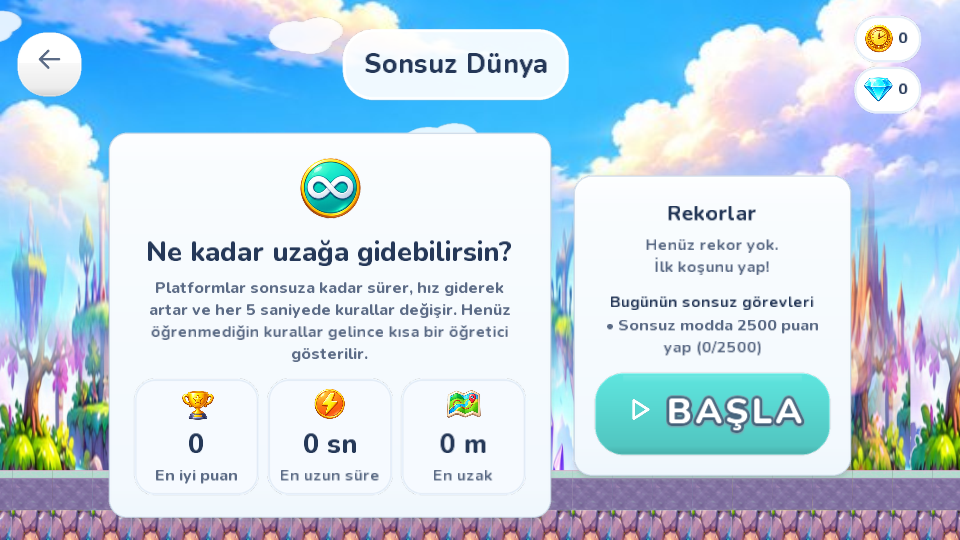 Sonsuz Dünya
0
0
Ne kadar uzağa gidebilirsin?
Platformlar sonsuza kadar sürer, hız giderek
artar ve her 5 saniyede kurallar değişir. Henüz
öğrenmediğin kurallar gelince kısa bir öğretici
gösterilir.
0
En iyi puan
0 sn
En uzun süre
0 m
En uzak
Rekorlar
Henüz rekor yok.
İlk koşunu yap!
Bugünün sonsuz görevleri
• Sonsuz modda 2500 puan
yap (0/2500)
BAŞLA